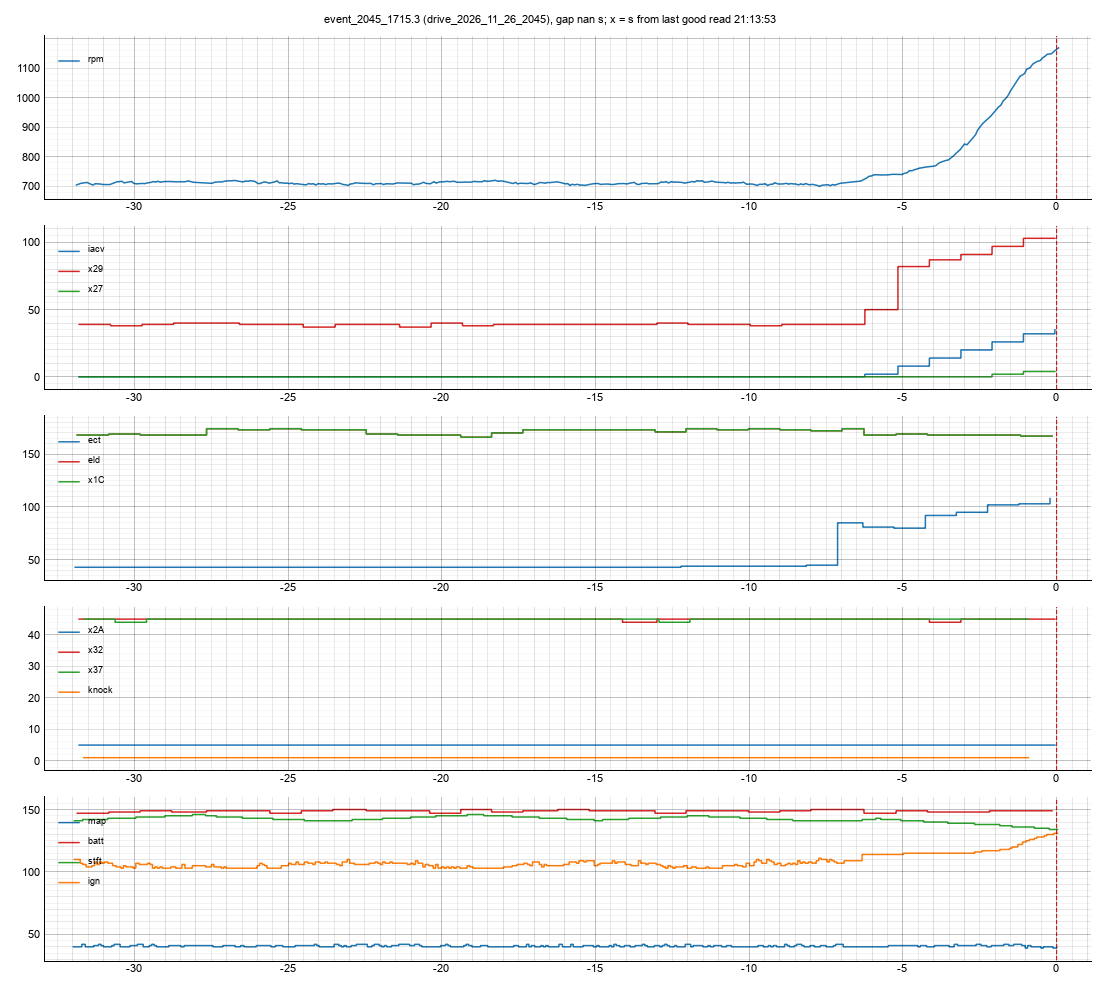 event_2045_1715.3 (drive_2026_11_26_2045), gap nan s; x = s from last good read 21:13:53
rpm
1100
1000
900
800
700
-30 -25 -20 -15 -10 -5 0
iacv
x29
x27
100
50
0
-30 -25 -20 -15 -10 -5 0
ect
eld
x1C
150
100
50
-30 -25 -20 -15 -10 -5 0
x2A
x32
x37
knock
40
30
20
10
0
-30 -25 -20 -15 -10 -5 0
map
batt
stft
ign
150
100
50
-30 -25 -20 -15 -10 -5 0